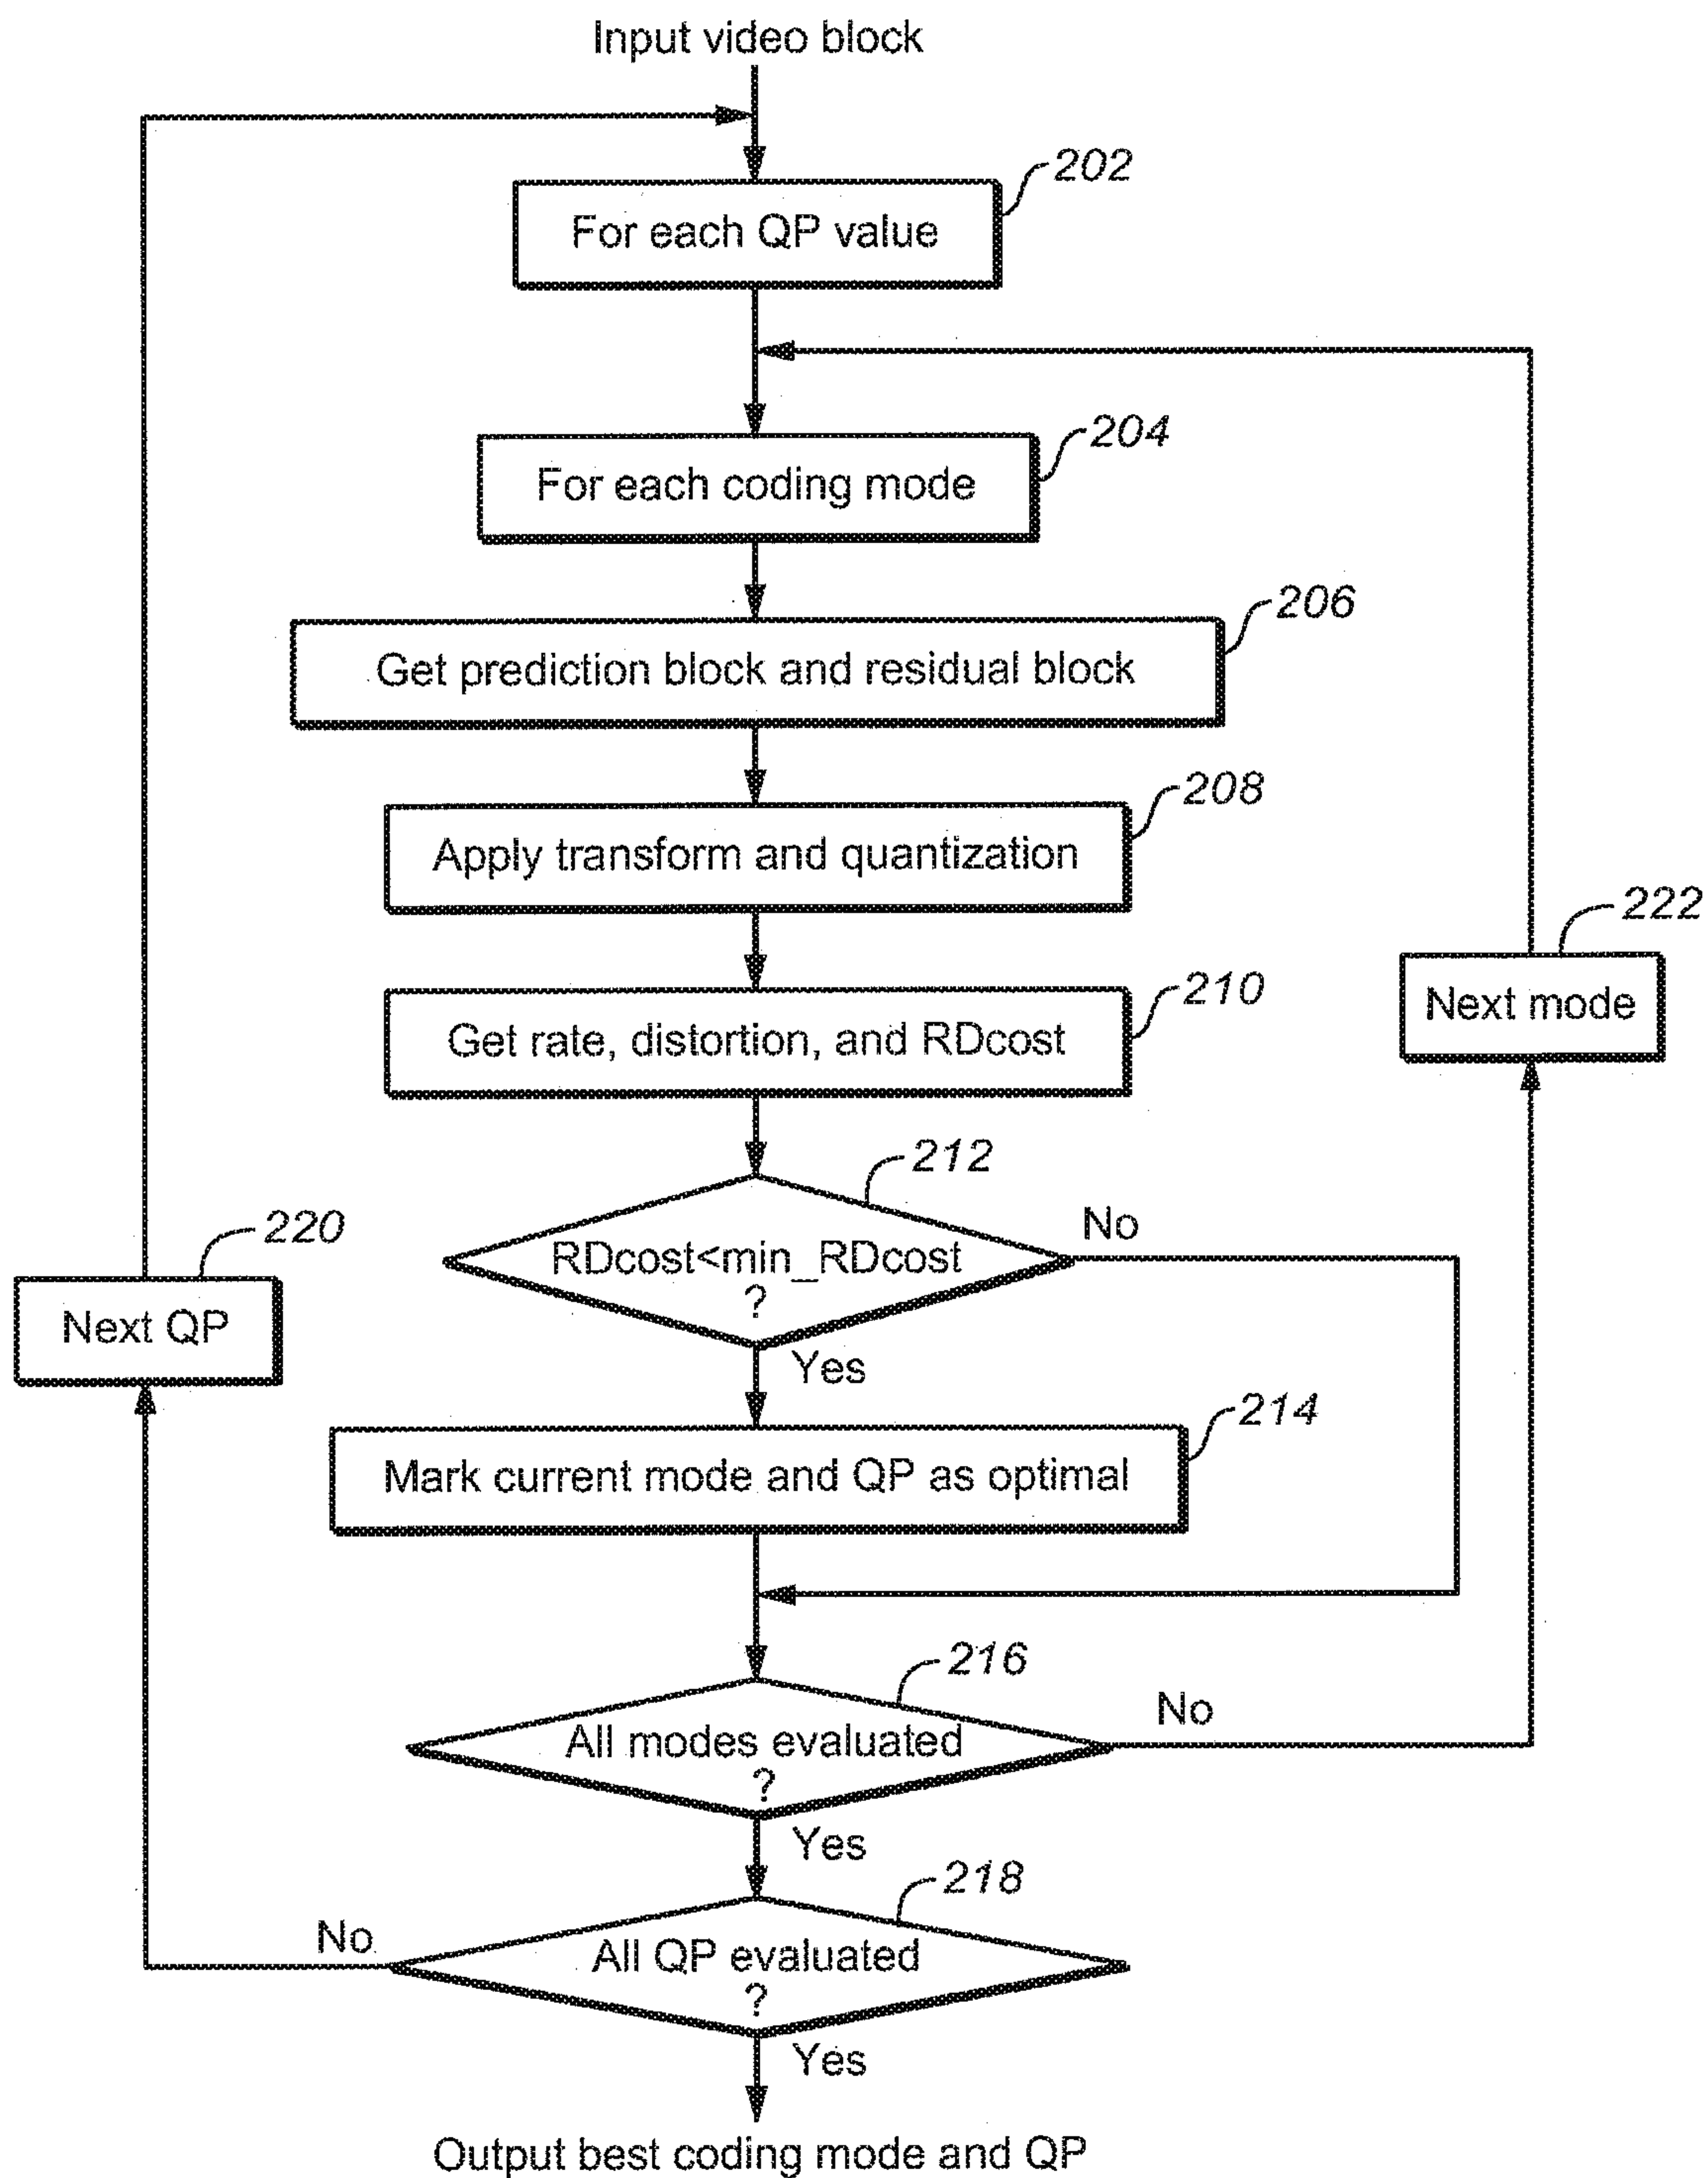 Input video block
202
For each QP value
204
For each coding mode
206
Get prediction block and residual block
208
Apply transform and quantization
222
Next mode
210
Get rate, distortion, and RDcost
212
RDcost<min_RDcost
?
No
Yes
220
Next QP
214
Mark current mode and QP as optimal
216
All modes evaluated
?
No
Yes
218
All QP evaluated
?
No
Yes
Output best coding mode and QP